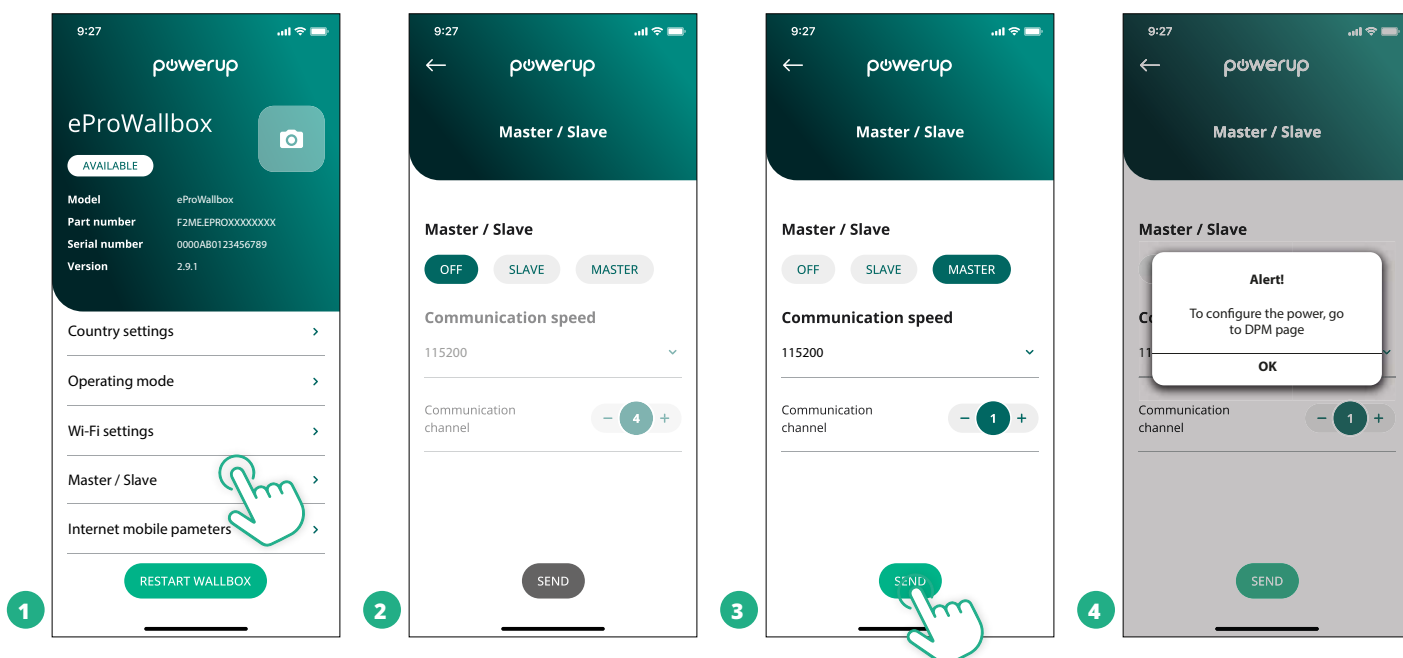 9:27
powerup
eProWallbox
AVAILABLE
Model eProWallbox
Part number F2ME.EPROXXXXXXXX
Serial number 0000AB0123456789
Version 2.9.1
Country settings
Operating mode
Wi-Fi settings
Master / Slave
Internet mobile pameters
RESTART WALLBOX
1
9:27
powerup
Master / Slave
Master / Slave
OFF SLAVE MASTER
Communication speed
115200
Communication
channel
- 4 +
SEND
2
9:27
powerup
Master / Slave
Master / Slave
OFF SLAVE MASTER
Communication speed
115200
Communication
channel
- 1 +
SEND
3
9:27
powerup
Master / Slave
Master / Slave
Alert!
To configure the power, go
to DPM page
OK
Communication
channel
- 1 +
SEND
4